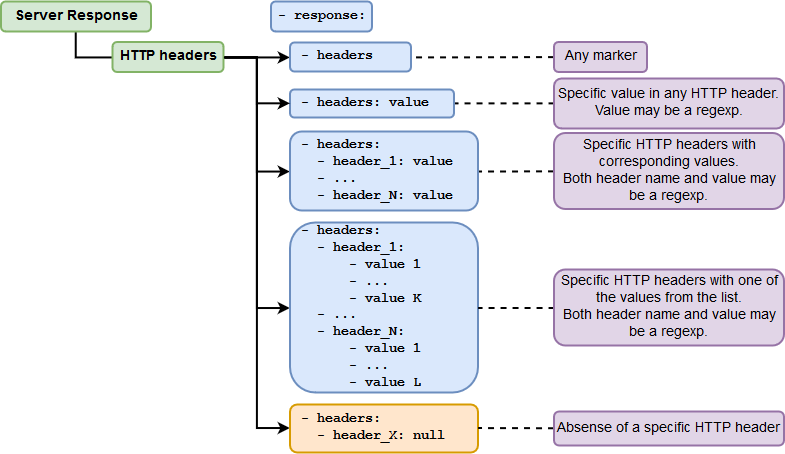 Server Response
- response:
HTTP headers
- headers
Any marker
- headers: value
Specific value in any HTTP header.
Value may be a regexp.
- headers:
- header_1: value
- ...
- header_N: value
Specific HTTP headers with
corresponding values.
Both header name and value may
be a regexp.
- headers:
- header_1:
- value 1
- ...
- value K
- ...
- header_N:
- value 1
- ...
- value L
Specific HTTP headers with one of
the values from the list.
Both header name and value may
be a regexp.
- headers:
- header_X: null
Absense of a specific HTTP header